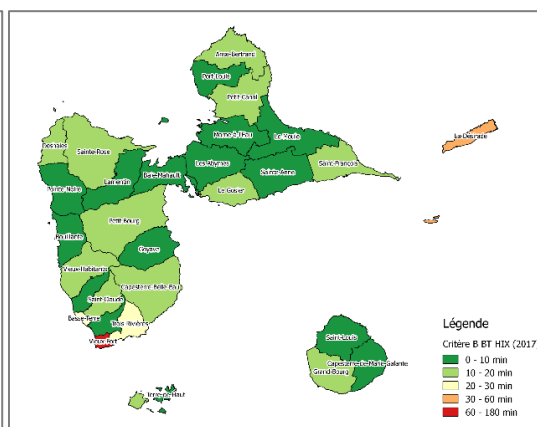 Anse-Bertrand
Port-Louis
Petit-Canal
Morne-à-l'Eau
Le Moule
La Désirade
Deshaies
Sainte-Rose
Lamentin
Baie-Mahault
Les Abymes
Sainte-Anne
Saint-François
Pointe-Noire
Le Gosier
Petit-Bourg
Bouillante
Goyave
Vieux-Habitants
Saint-Claude
Capesterre-Belle-Eau
Basse-Terre
Trois-Rivières
Vieux-Fort
Terre-de-Haut
Saint-Louis
Capesterre-de-Marie-Galante
Grand-Bourg
Légende
Critère B BT HIX (2017
0 - 10 min
10 - 20 min
20 - 30 min
30 - 60 min
60 - 180 min